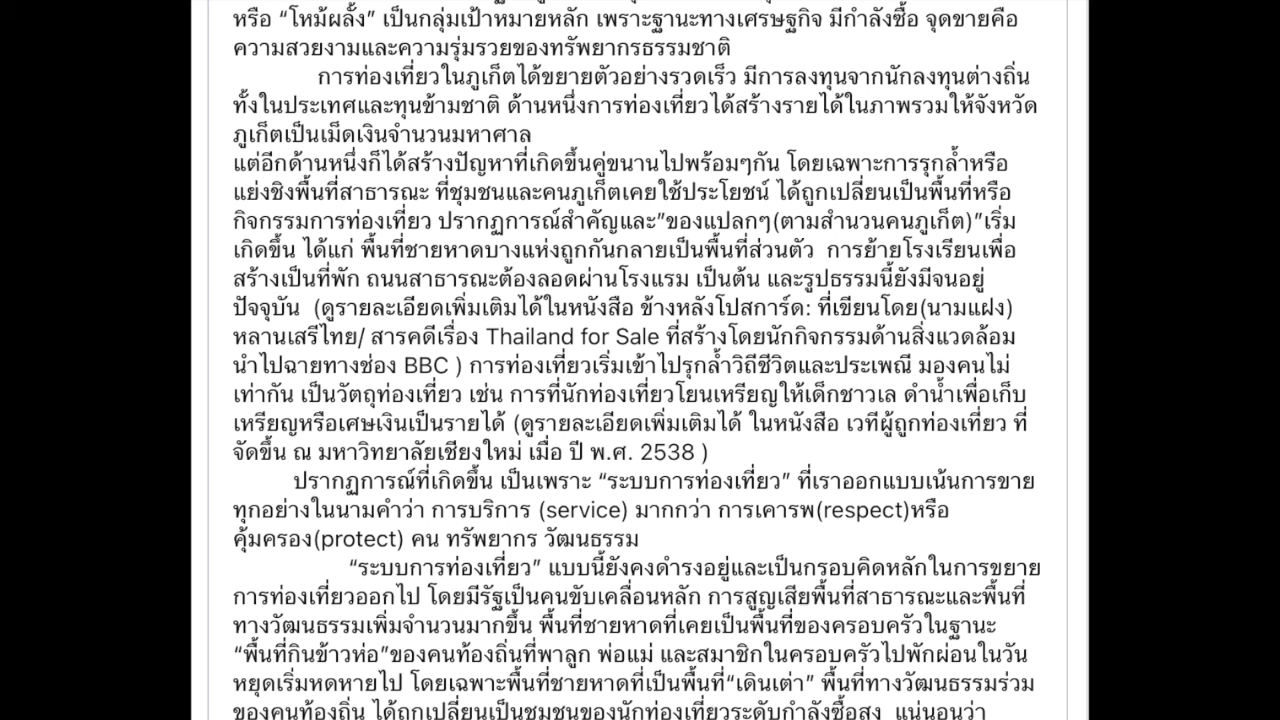 หรือ “โหม้ผลั้ง” เป็นกลุ่มเป้าหมายหลัก เพราะฐานะทางเศรษฐกิจ มีกำลังซื้อ จุดขายคือ
ความสวยงามและความรุ่มรวยของทรัพยากรธรรมชาติ
การท่องเที่ยวในภูเก็ตได้ขยายตัวอย่างรวดเร็ว มีการลงทุนจากนักลงทุนต่างถิ่น
ทั้งในประเทศและทุนข้ามชาติ ด้านหนึ่งการท่องเที่ยวได้สร้างรายได้ในภาพรวมให้จังหวัด
ภูเก็ตเป็นเม็ดเงินจำนวนมหาศาล
แต่อีกด้านหนึ่งก็ได้สร้างปัญหาที่เกิดขึ้นคู่ขนานไปพร้อมๆกัน โดยเฉพาะการรุกล้ำหรือ
แย่งชิงพื้นที่สาธารณะ ที่ชุมชนและคนภูเก็ตเคยใช้ประโยชน์ ได้ถูกเปลี่ยนเป็นพื้นที่หรือ
กิจกรรมการท่องเที่ยว ปรากฏการณ์สำคัญและ”ของแปลกๆ(ตามสำนวนคนภูเก็ต)”เริ่ม
เกิดขึ้น ได้แก่ พื้นที่ชายหาดบางแห่งถูกกันกลายเป็นพื้นที่ส่วนตัว  การย้ายโรงเรียนเพื่อ
สร้างเป็นที่พัก ถนนสาธารณะต้องลอดผ่านโรงแรม เป็นต้น และรูปธรรมนี้ยังมีจนอยู่
ปัจจุบัน  (ดูรายละเอียดเพิ่มเติมได้ในหนังสือ ข้างหลังโปสการ์ด: ที่เขียนโดย(นามแฝง)
หลานเสรีไทย/ สารคดีเรื่อง Thailand for Sale ที่สร้างโดยนักกิจกรรมด้านสิ่งแวดล้อม
นำไปฉายทางช่อง BBC ) การท่องเที่ยวเริ่มเข้าไปรุกล้ำวิถีชีวิตและประเพณี มองคนไม่
เท่ากัน เป็นวัตถุท่องเที่ยว เช่น การที่นักท่องเที่ยวโยนเหรียญให้เด็กชาวเล ดำน้ำเพื่อเก็บ
เหรียญหรือเศษเงินเป็นรายได้ (ดูรายละเอียดเพิ่มเติมได้ ในหนังสือ เวทีผู้ถูกท่องเที่ยว ที่
จัดขึ้น ณ มหาวิทยาลัยเชียงใหม่ เมื่อ ปี พ.ศ. 2538 )
ปรากฏการณ์ที่เกิดขึ้น เป็นเพราะ “ระบบการท่องเที่ยว” ที่เราออกแบบเน้นการขาย
ทุกอย่างในนามคำว่า การบริการ (service) มากกว่า การเคารพ(respect)หรือ
คุ้มครอง(protect) คน ทรัพยากร วัฒนธรรม
“ระบบการท่องเที่ยว” แบบนี้ยังคงดำรงอยู่และเป็นกรอบคิดหลักในการขยาย
การท่องเที่ยวออกไป โดยมีรัฐเป็นคนขับเคลื่อนหลัก การสูญเสียพื้นที่สาธารณะและพื้นที่
ทางวัฒนธรรมเพิ่มจำนวนมากขึ้น พื้นที่ชายหาดที่เคยเป็นพื้นที่ของครอบครัวในฐานะ
“พื้นที่กินข้าวห่อ”ของคนท้องถิ่นที่พาลูก พ่อแม่ และสมาชิกในครอบครัวไปพักผ่อนในวัน
หยุดเริ่มหดหายไป โดยเฉพาะพื้นที่ชายหาดที่เป็นพื้นที่“เดินเต่า” พื้นที่ทางวัฒนธรรมร่วม
ของคนท้องถิ่น ได้ถูกเปลี่ยนเป็นชุมชนของนักท่องเที่ยวระดับกำลังซื้อสูง  แน่นอนว่า